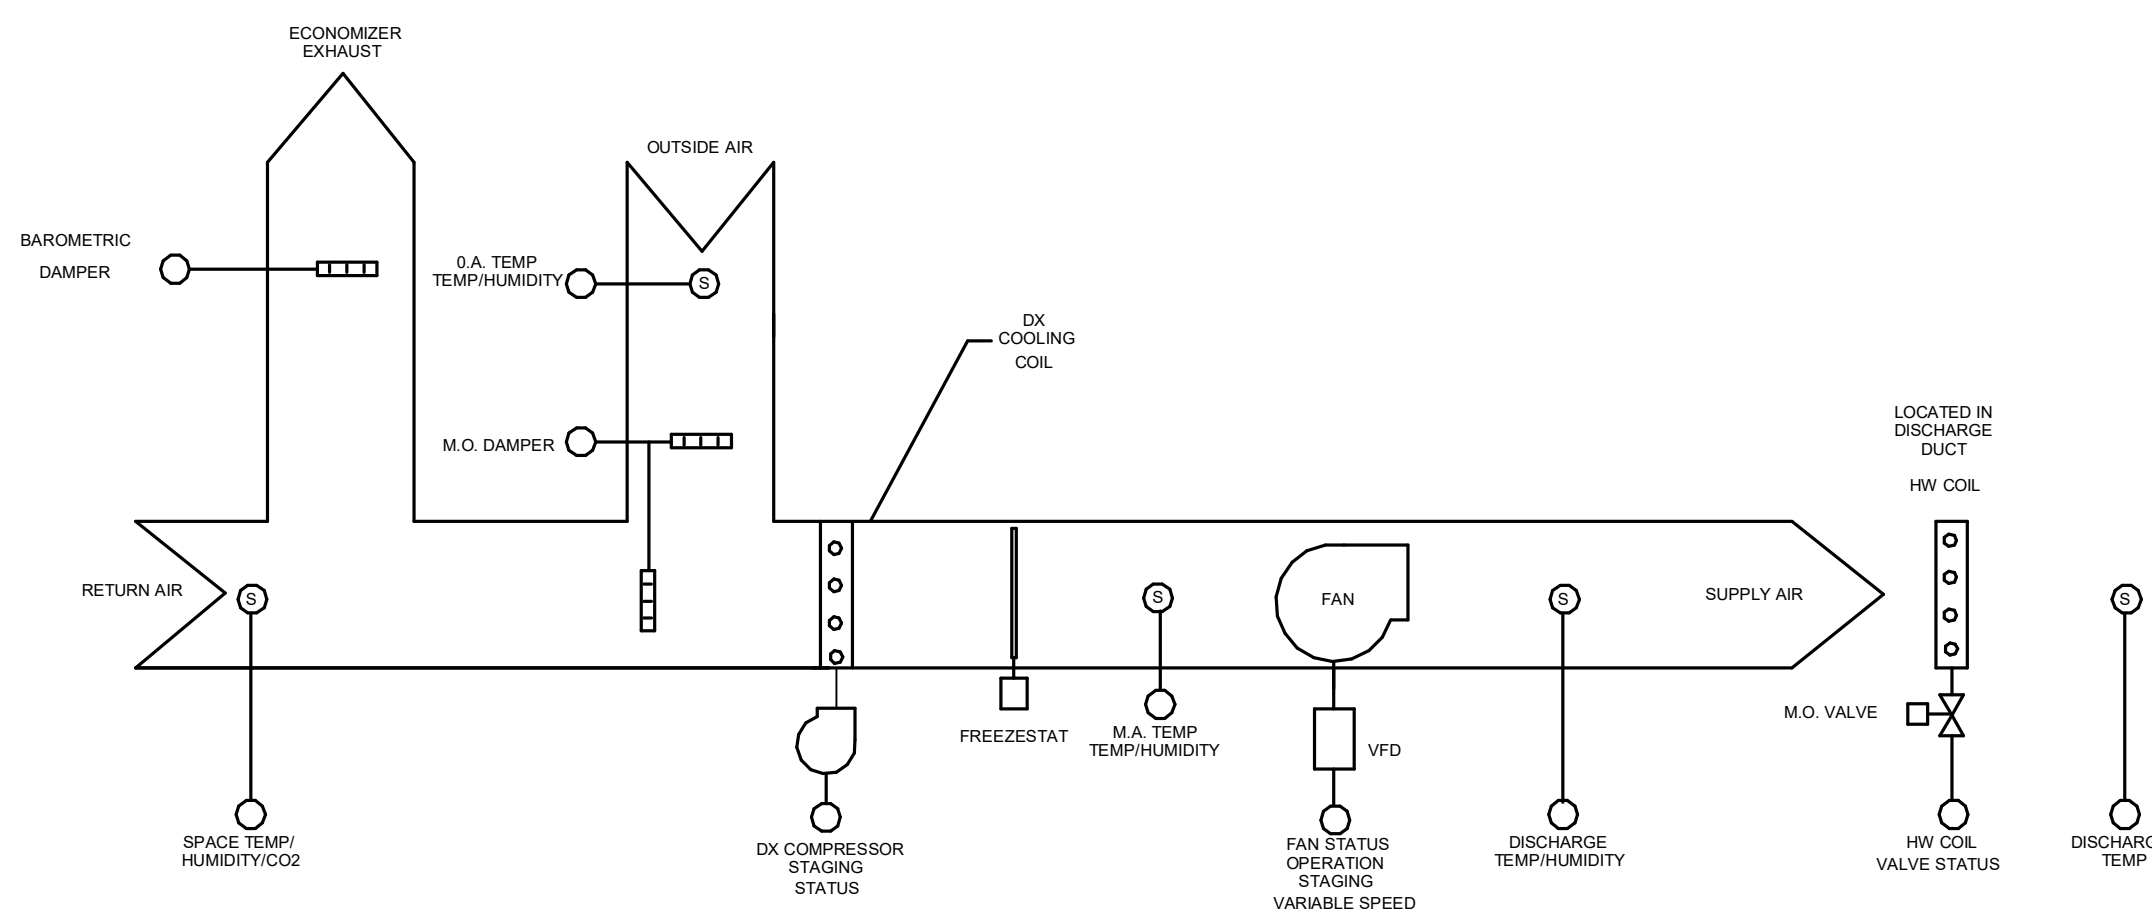 ECONOMIZER
EXHAUST
OUTSIDE AIR
BAROMETRIC
DAMPER
0.A. TEMP
TEMP/HUMIDITY
S
DX
COOLING
COIL
M.O. DAMPER
LOCATED IN
DISCHARGE
DUCT
HW COIL
RETURN AIR
S
S
FAN
S
SUPPLY AIR
S
FREEZESTAT
M.A. TEMP
TEMP/HUMIDITY
VFD
M.O. VALVE
SPACE TEMP/
HUMIDITY/CO2
DX COMPRESSOR
STAGING
STATUS
FAN STATUS
OPERATION
STAGING
VARIABLE SPEED
DISCHARGE
TEMP/HUMIDITY
HW COIL
VALVE STATUS
TEMP